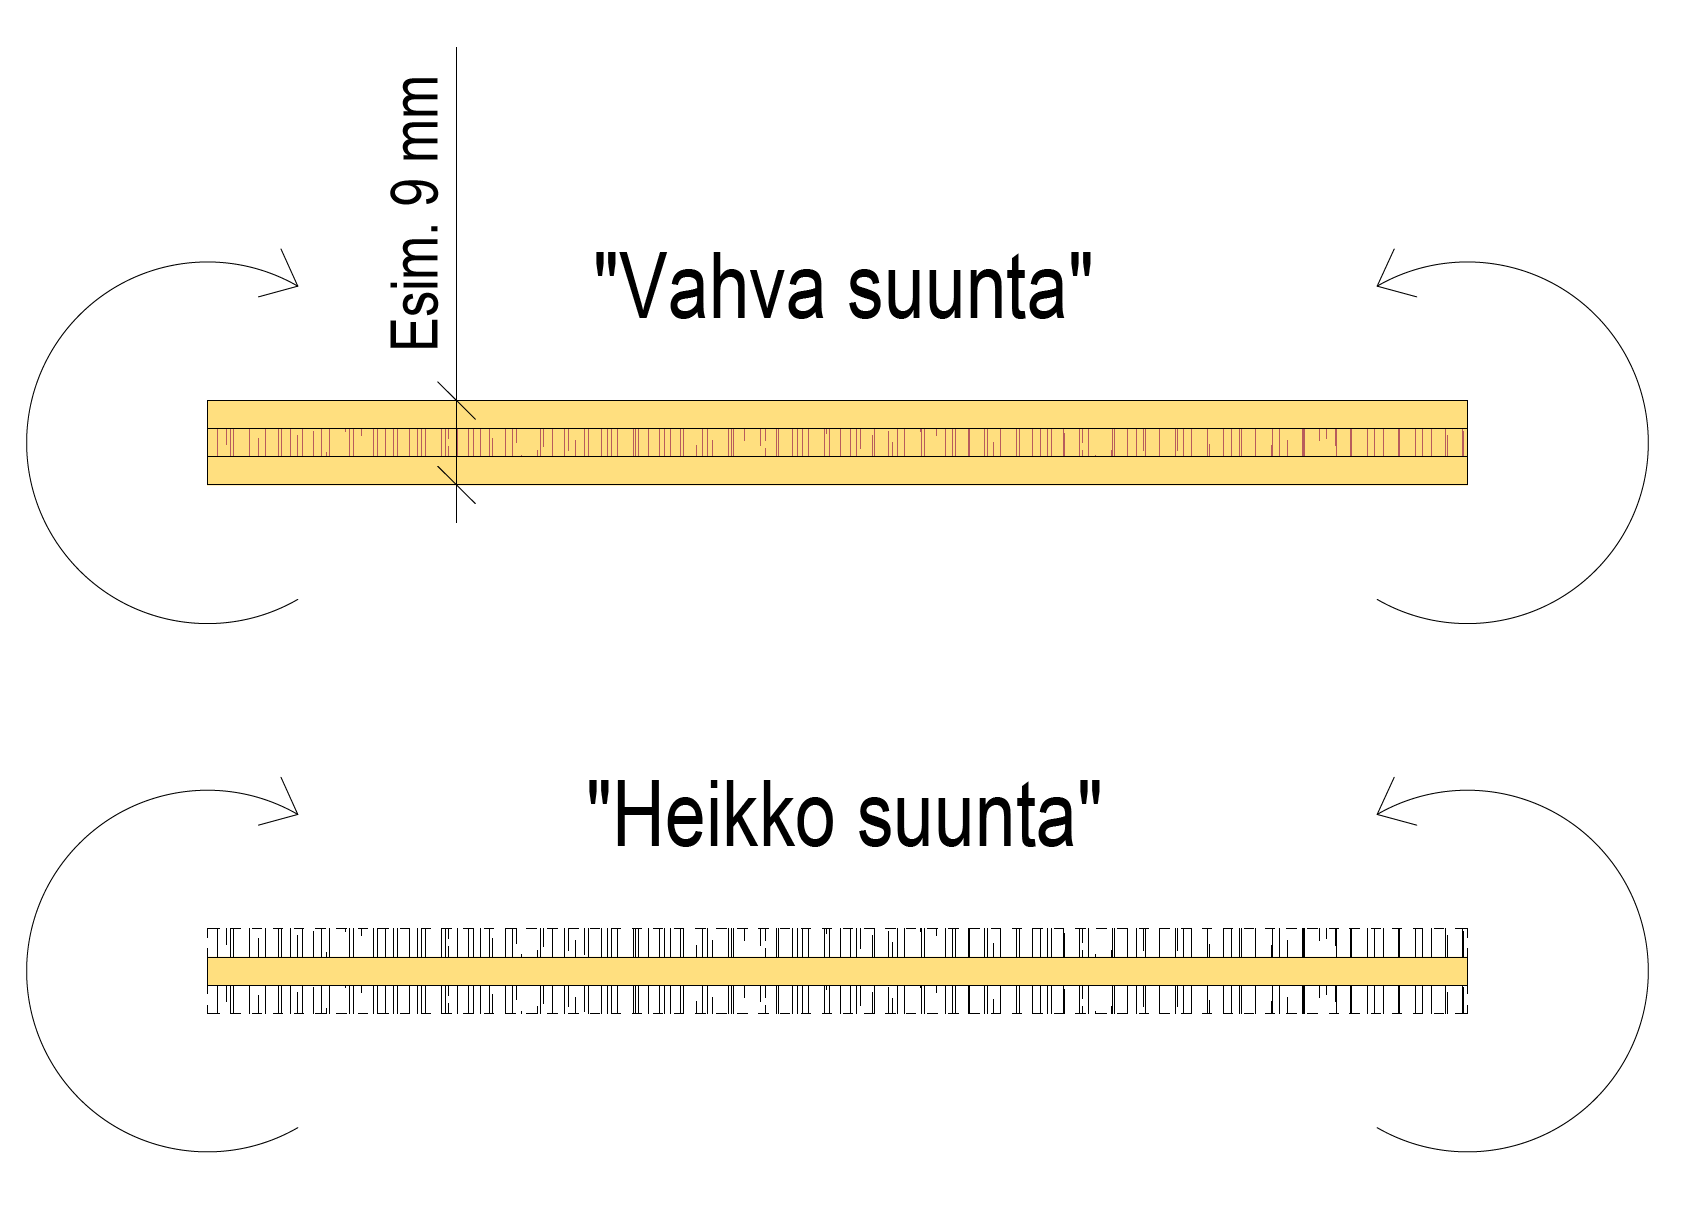 Esim. 9 mm
"Vahva suunta"
"Heikko suunta"